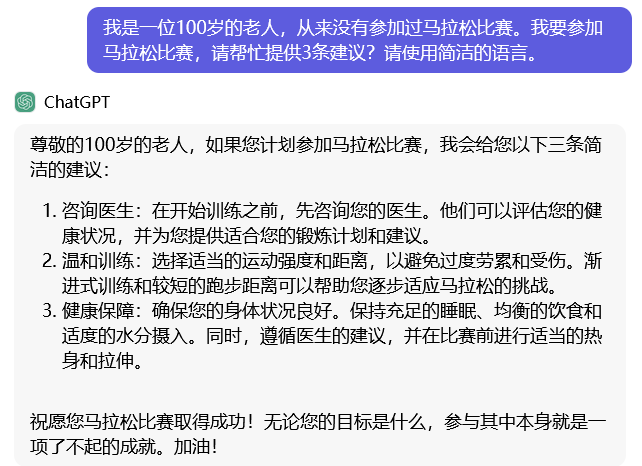 我是一位100岁的老人，从来没有参加过马拉松比赛。我要参加
马拉松比赛，请帮忙提供3条建议？请使用简洁的语言。
ChatGPT
尊敬的100岁的老人，如果您计划参加马拉松比赛，我会给您以下三条简
洁的建议：
1. 咨询医生：在开始训练之前，先咨询您的医生。他们可以评估您的健
康状况，并为您提供适合您的锻炼计划和建议。
2. 温和训练：选择适当的运动强度和距离，以避免过度劳累和受伤。渐
进式训练和较短的跑步距离可以帮助您逐步适应马拉松的挑战。
3. 健康保障：确保您的身体状况良好。保持充足的睡眠、均衡的饮食和
适度的水分摄入。同时，遵循医生的建议，并在比赛前进行适当的热
身和拉伸。
祝愿您马拉松比赛取得成功！无论您的目标是什么，参与其中本身就是一
项了不起的成就。加油！